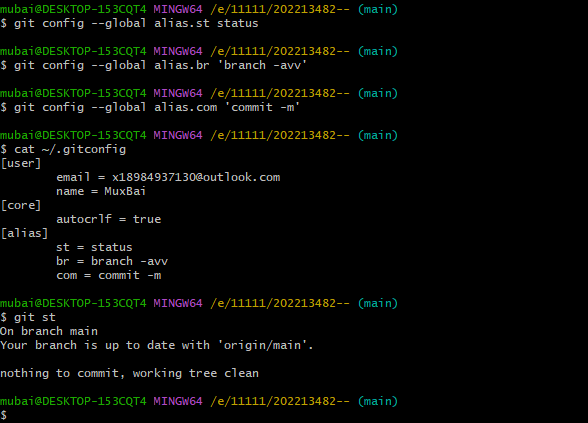 mubai@DESKTOP-153CQT4 MINGW64 /e/11111/202213482-- (main)
$ git config --global alias.st status
mubai@DESKTOP-153CQT4 MINGW64 /e/11111/202213482-- (main)
$ git config --global alias.br 'branch -avv'
mubai@DESKTOP-153CQT4 MINGW64 /e/11111/202213482-- (main)
$ git config --global alias.com 'commit -m'
mubai@DESKTOP-153CQT4 MINGW64 /e/11111/202213482-- (main)
$ cat ~/.gitconfig
[user]
        email = x18984937130@outlook.com
        name = MuxBai
[core]
        autocrlf = true
[alias]
        st = status
        br = branch -avv
        com = commit -m
mubai@DESKTOP-153CQT4 MINGW64 /e/11111/202213482-- (main)
$ git st
On branch main
Your branch is up to date with 'origin/main'.
nothing to commit, working tree clean
mubai@DESKTOP-153CQT4 MINGW64 /e/11111/202213482-- (main)
$